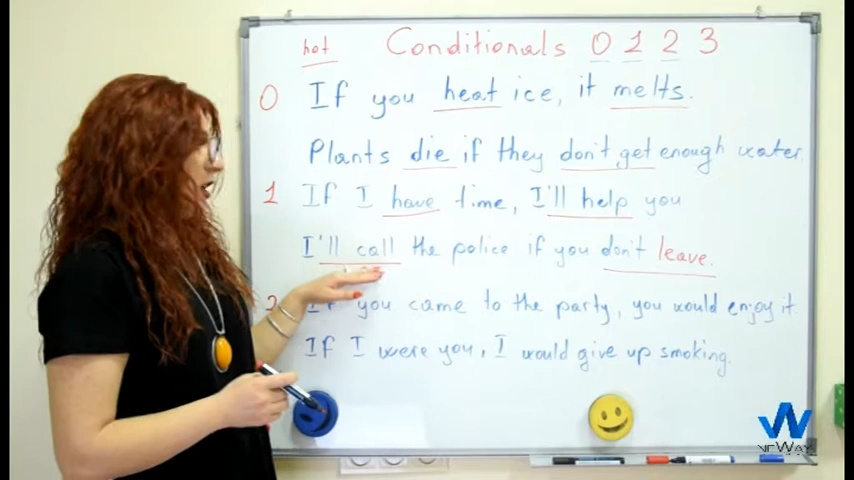 hot Conditionals 0 1 2 3
0 If you heat ice, it melts.
Plants die if they don't get enough water.
1 If I have time, I'll help you
I'll call the police if you don't leave.
2 If you came to the party, you would enjoy it.
If I were you, I would give up smoking.
W
NEWAY